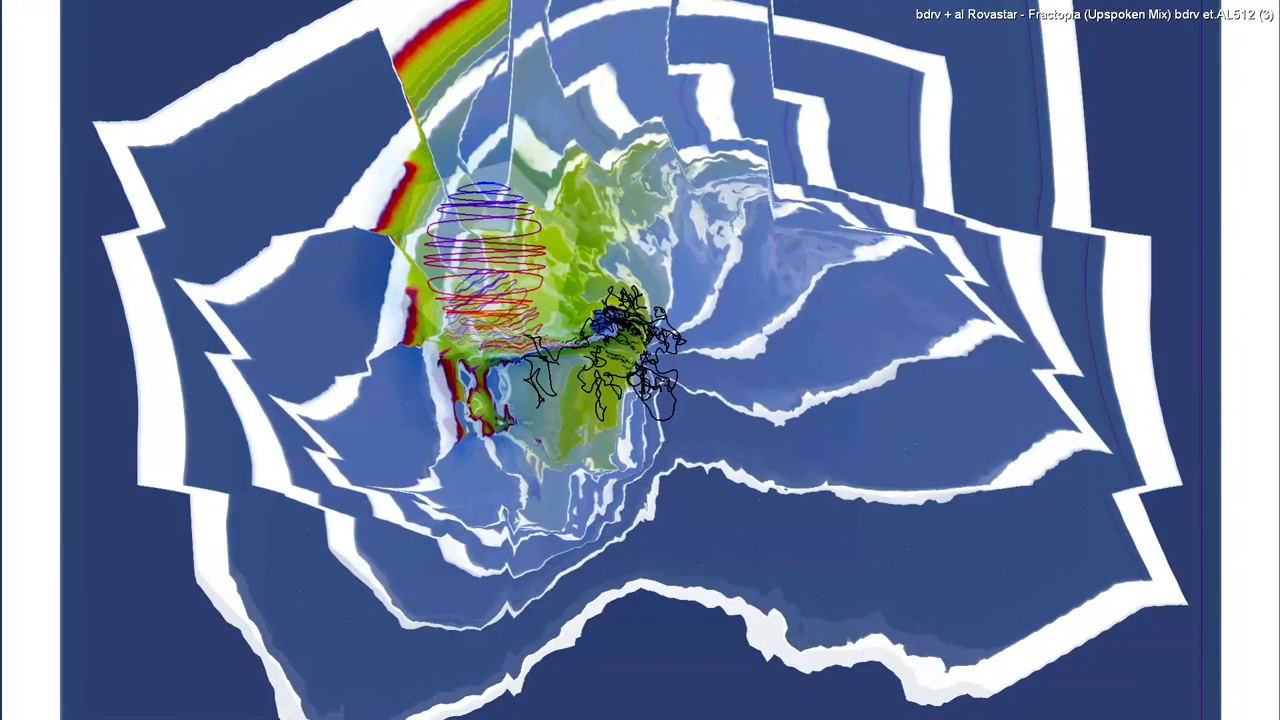 bdrv + al Rovastar - Fractopia (Upspoken Mix) bdrv et.AL512 (3)